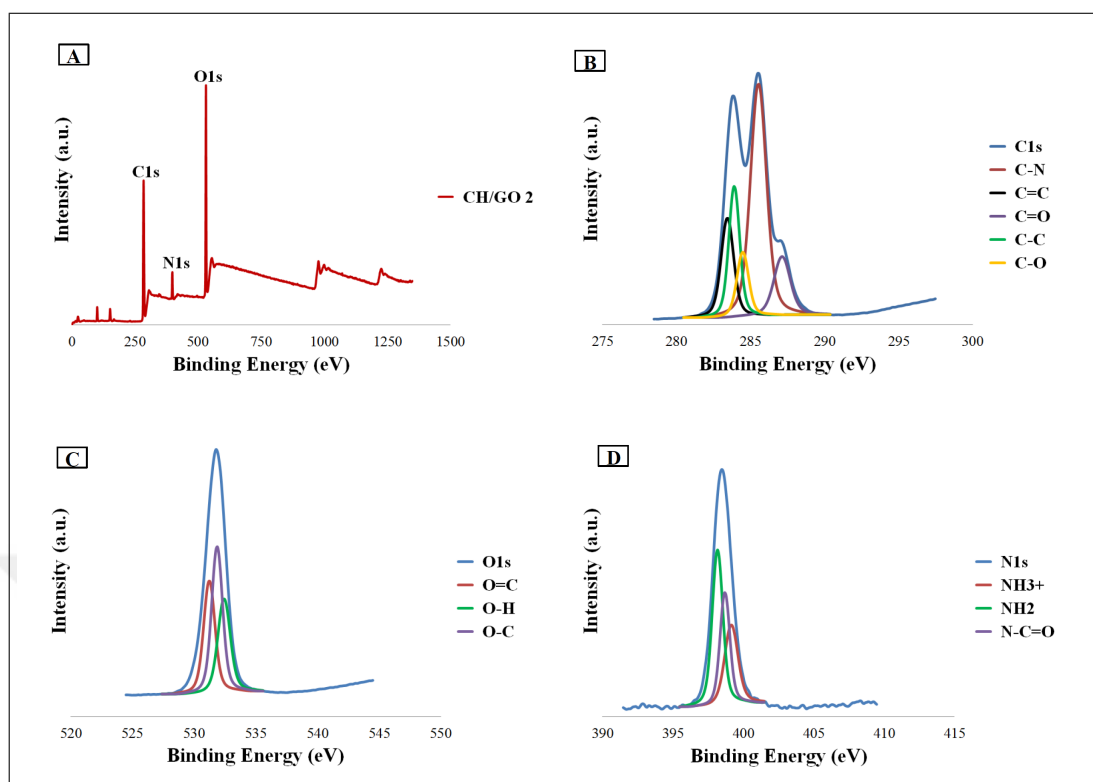 A
O1s
C1s
N1s
Intensity (a.u.)
CH/GO 2
0 250 500 750 1000 1250 1500
Binding Energy (eV)
B
Intensity (a.u.)
C1s
C-N
C=C
C=O
C-C
C-O
275 280 285 290 295 300
Binding Energy (eV)
C
Intensity (a.u.)
O1s
O=C
O-H
O-C
520 525 530 535 540 545 550
Binding Energy (eV)
D
Intensity (a.u.)
N1s
NH3+
NH2
N-C=O
390 395 400 405 410 415
Binding Energy (eV)